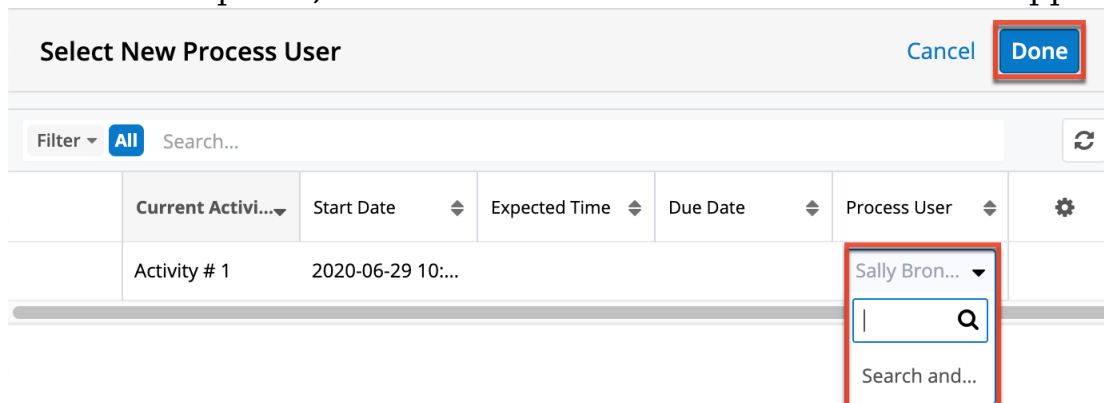 Select New Process User Cancel Done
Filter All Search...
Current Activi... Start Date Expected Time Due Date Process User
Activity # 1 2020-06-29 10:... Sally Bron...
Search and...